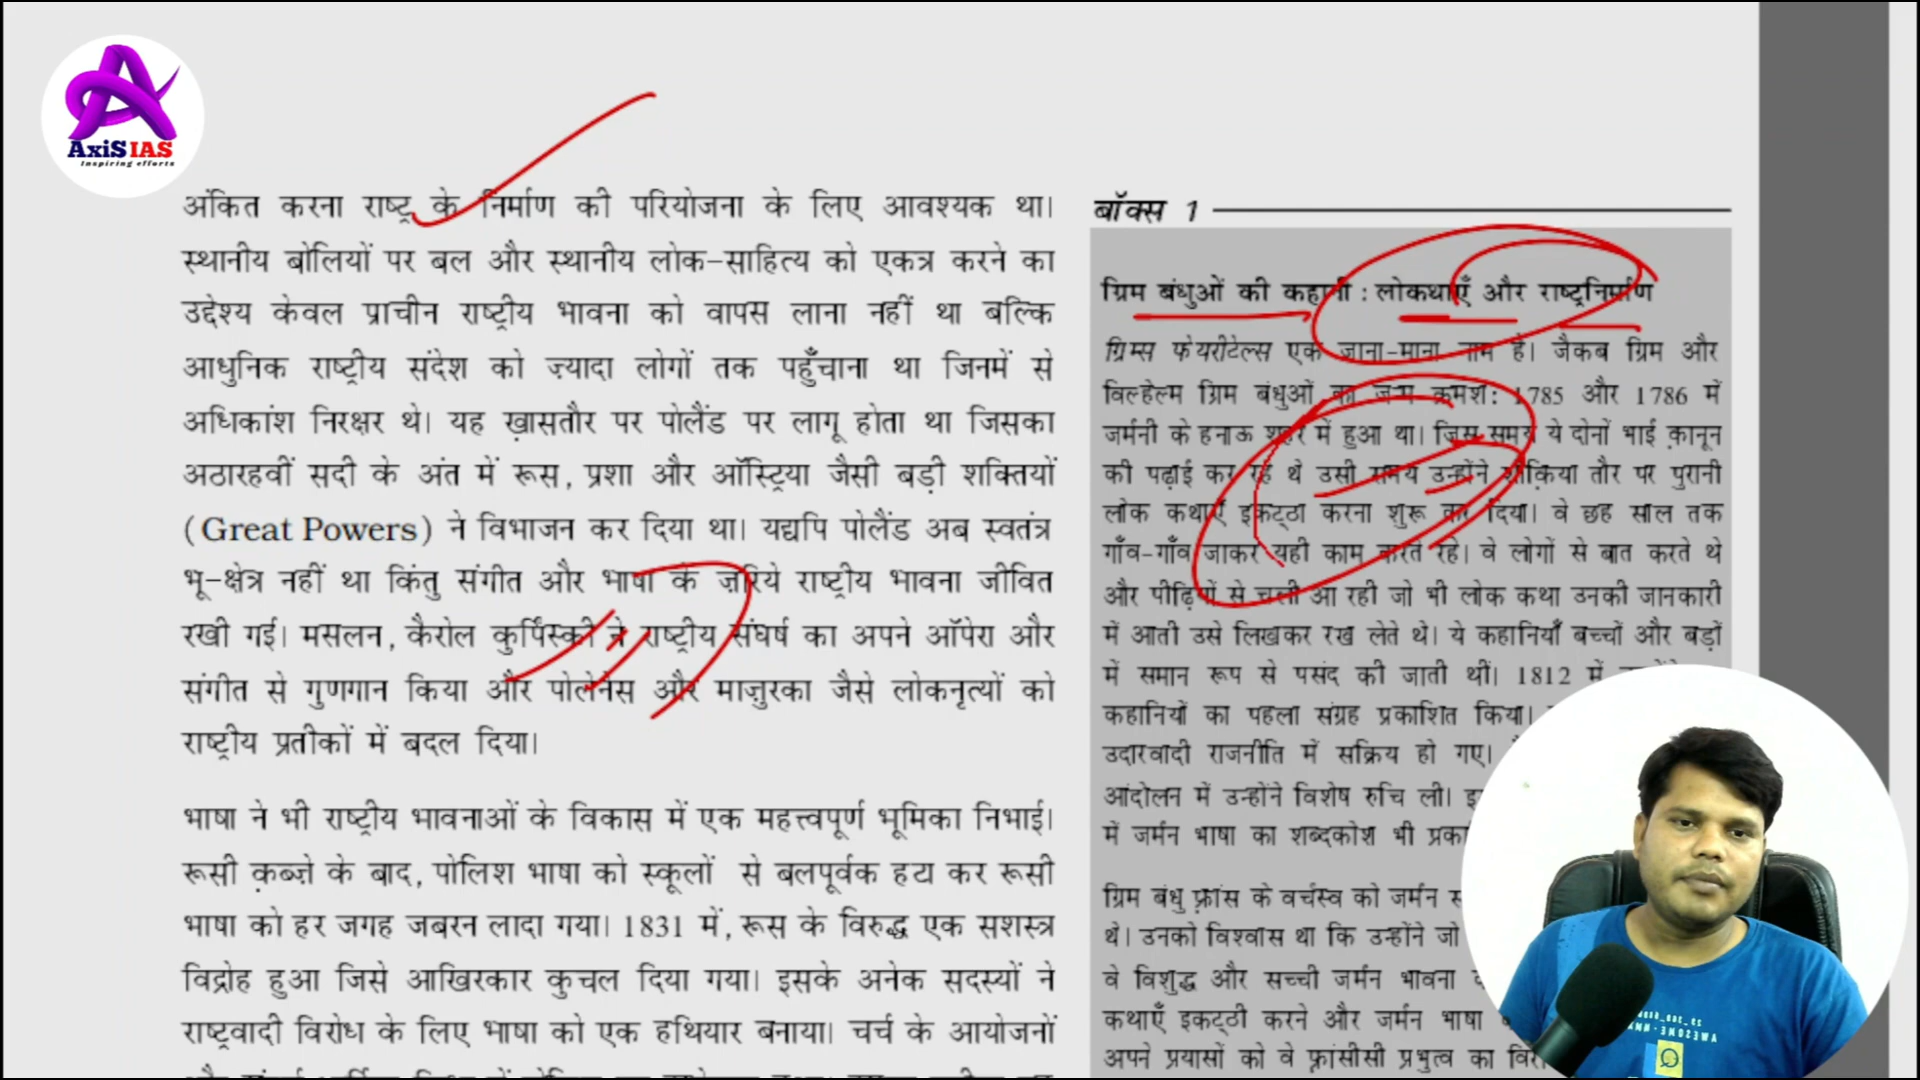 AxiS IAS
Inspiring efforts
अंकित करना राष्ट्र के निर्माण की परियोजना के लिए आवश्यक था।
स्थानीय बोलियों पर बल और स्थानीय लोक-साहित्य को एकत्र करने का
उद्देश्य केवल प्राचीन राष्ट्रीय भावना को वापस लाना नहीं था बल्कि
आधुनिक राष्ट्रीय संदेश को ज़्यादा लोगों तक पहुँचाना था जिनमें से
अधिकांश निरक्षर थे। यह ख़ासतौर पर पोलैंड पर लागू होता था जिसका
अठारहवीं सदी के अंत में रूस, प्रशा और ऑस्ट्रिया जैसी बड़ी शक्तियों
(Great Powers) ने विभाजन कर दिया था। यद्यपि पोलैंड अब स्वतंत्र
भू-क्षेत्र नहीं था किंतु संगीत और भाषा के ज़रिये राष्ट्रीय भावना जीवित
रखी गई। मसलन, कैरोल कुर्पिंस्की ने राष्ट्रीय संघर्ष का अपने ऑपेरा और
संगीत से गुणगान किया और पोलेनेस और माज़ुरका जैसे लोकनृत्यों को
राष्ट्रीय प्रतीकों में बदल दिया।
भाषा ने भी राष्ट्रीय भावनाओं के विकास में एक महत्त्वपूर्ण भूमिका निभाई।
रूसी क़ब्ज़े के बाद, पोलिश भाषा को स्कूलों से बलपूर्वक हटा कर रूसी
भाषा को हर जगह जबरन लादा गया। 1831 में, रूस के विरुद्ध एक सशस्त्र
विद्रोह हुआ जिसे आखिरकार कुचल दिया गया। इसके अनेक सदस्यों ने
राष्ट्रवादी विरोध के लिए भाषा को एक हथियार बनाया। चर्च के आयोजनों
बॉक्स 1
ग्रिम बंधुओं की कहानी : लोकथाएँ और राष्ट्रनिर्माण
ग्रिम्स फ़ेयरीटेल्स एक जाना-माना नाम है। जैकब ग्रिम और
विल्हेल्म ग्रिम बंधुओं का जन्म क्रमश: 1785 और 1786 में
जर्मनी के हनाऊ शहर में हुआ था। जिस समय ये दोनों भाई क़ानून
की पढ़ाई कर रहे थे उसी समय उन्होंने शौक़िया तौर पर पुरानी
लोक कथाएँ इकट्ठा करना शुरू कर दिया। वे छह साल तक
गाँव-गाँव जाकर यही काम करते रहे। वे लोगों से बात करते थे
और पीढ़ियों से चली आ रही जो भी लोक कथा उनकी जानकारी
में आती उसे लिखकर रख लेते थे। ये कहानियाँ बच्चों और बड़ों
में समान रूप से पसंद की जाती थीं। 1812 में
कहानियों का पहला संग्रह प्रकाशित किया।
उदारवादी राजनीति में सक्रिय हो गए।
आंदोलन में उन्होंने विशेष रुचि ली।
में जर्मन भाषा का शब्दकोश भी
ग्रिम बंधु फ़्रांस के वर्चस्व को जर्मन
थे। उनको विश्वास था कि उन्होंने जो
वे विशुद्ध और सच्ची जर्मन भावना
कथाएँ इकट्ठी करने और जर्मन भाषा
अपने प्रयासों को वे फ़्रांसीसी प्रभुत्व का